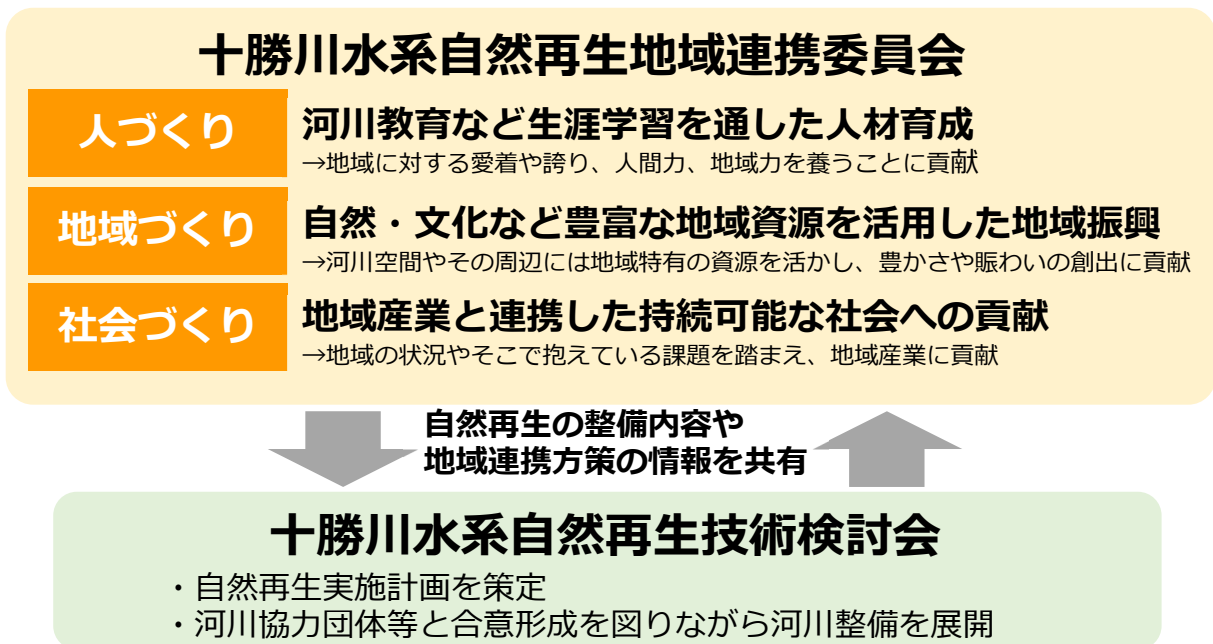 十勝川水系自然再生地域連携委員会
人づくり
河川教育など生涯学習を通した人材育成
→地域に対する愛着や誇り、人間力、地域力を養うことに貢献
地域づくり
自然・文化など豊富な地域資源を活用した地域振興
→河川空間やその周辺には地域特有の資源を活かし、豊かさや賑わいの創出に貢献
社会づくり
地域産業と連携した持続可能な社会への貢献
→地域の状況やそこで抱えている課題を踏まえ、地域産業に貢献
自然再生の整備内容や
地域連携方策の情報を共有
十勝川水系自然再生技術検討会
・自然再生実施計画を策定
・河川協力団体等と合意形成を図りながら河川整備を展開